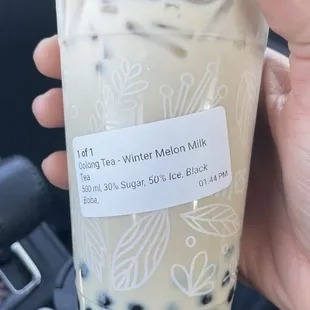 1 of 1
Oolong Tea - Winter Melon Milk
Tea
500 ml, 30% Sugar, 50% Ice, Black
Boba,
01:44 PM